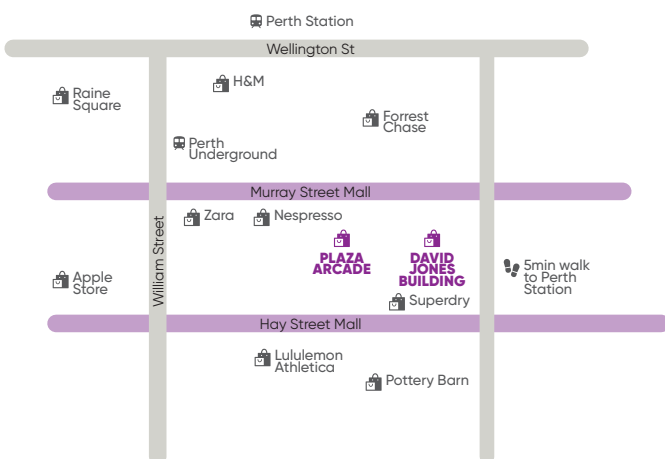 Perth Station
Wellington St
H&M
Raine
Square
Forrest
Chase
Perth
Underground
Murray Street Mall
Zara
Nespresso
William Street
PLAZA
ARCADE
DAVID
JONES
BUILDING
5min walk
to Perth
Station
Apple
Store
Superdry
Hay Street Mall
Lululemon
Athletica
Pottery Barn